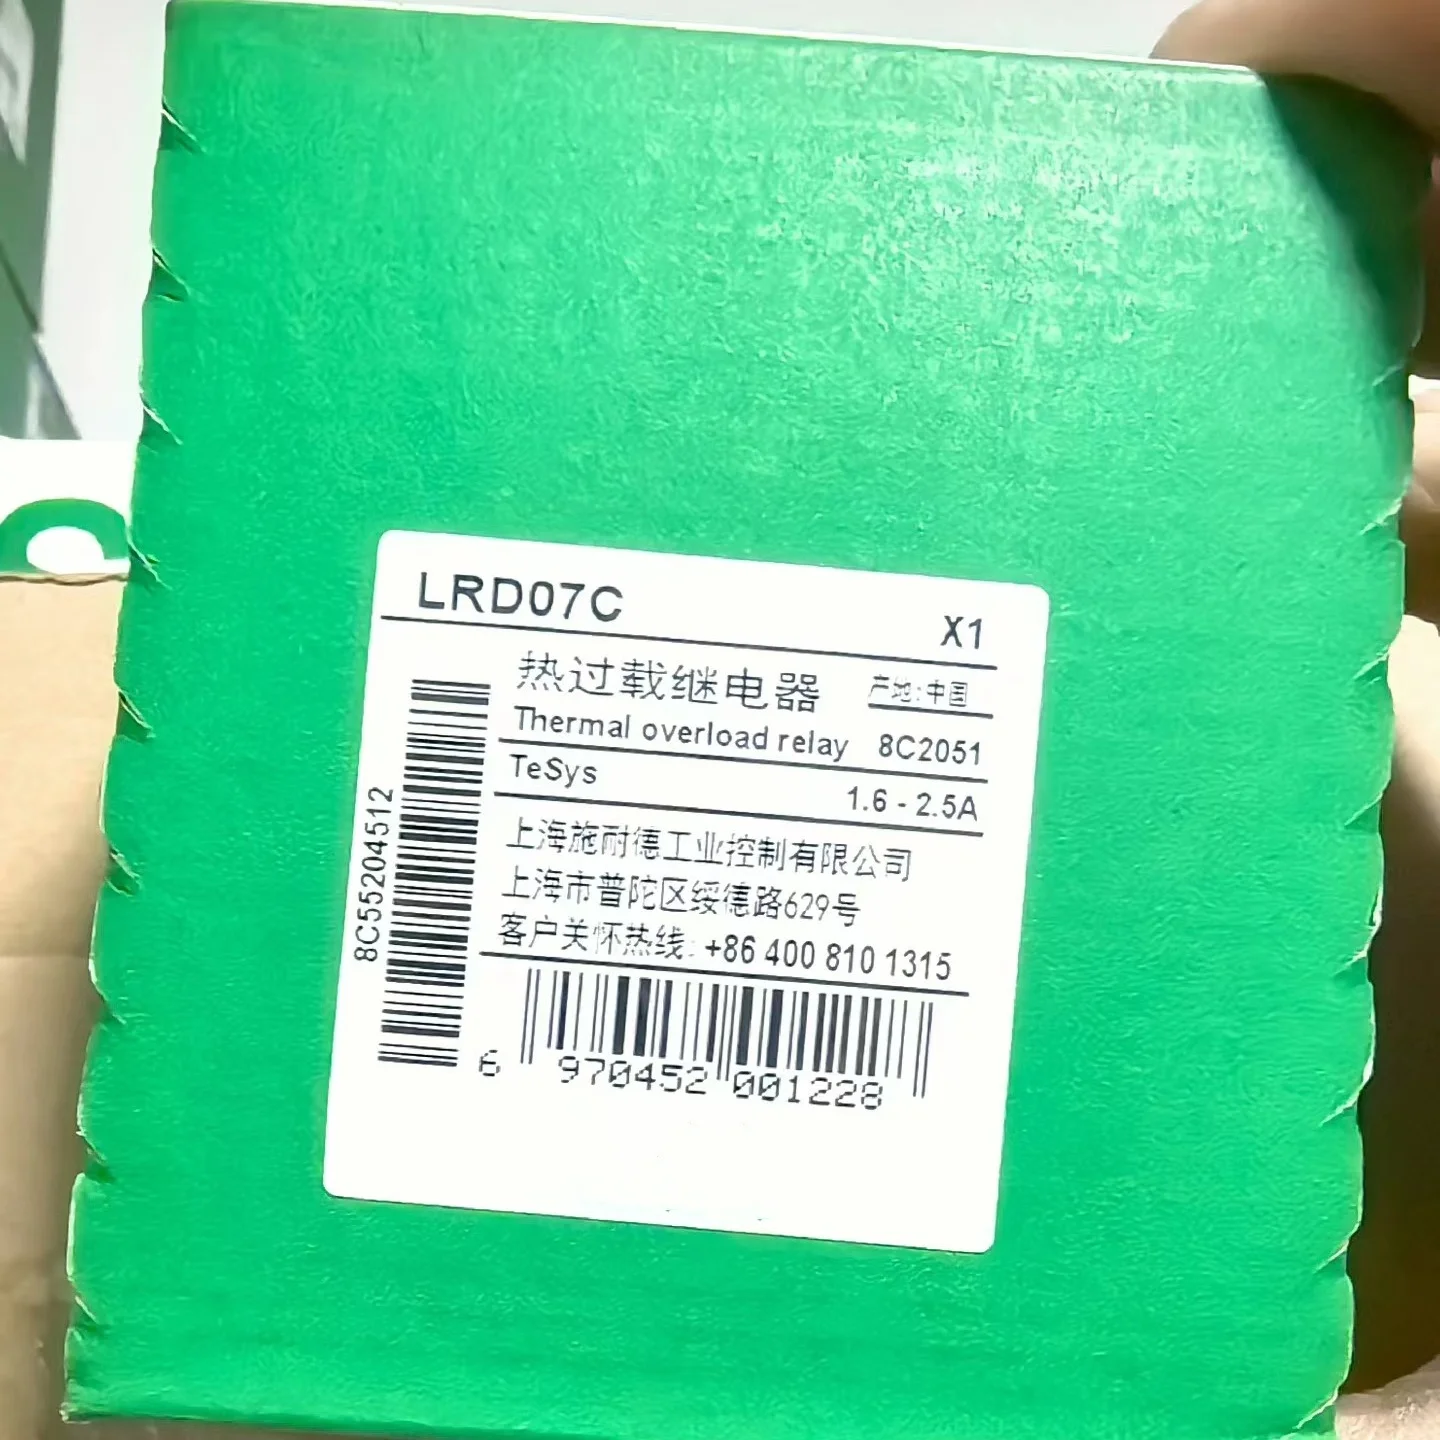 LRD07C
X1
热过载继电器 产地:中国
Thermal overload relay 8C2051
TeSys 1.6 - 2.5A
上海施耐德工业控制有限公司
上海市普陀区绥德路629号
客户关怀热线: +86 400 810 1315
8C55204512
6 970452 001228